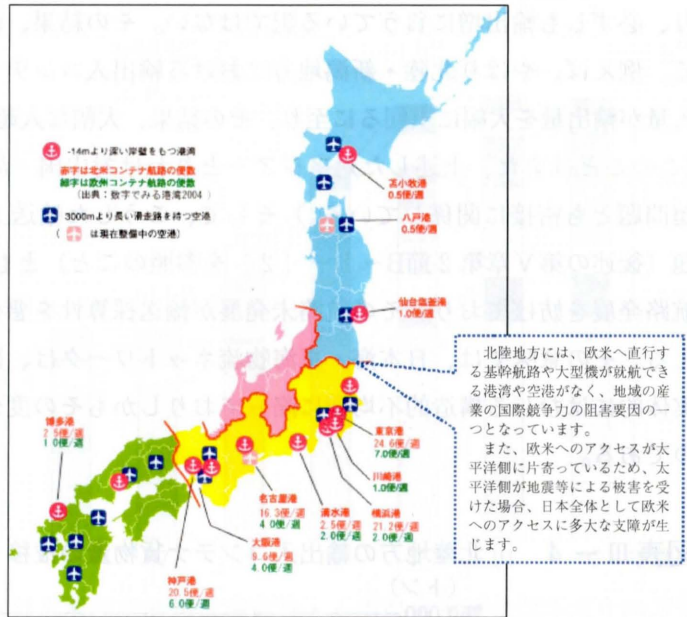 -14mより深い岸壁をもつ港湾
赤字は北米コンテナ航路の便数
緑字は欧州コンテナ航路の便数
(出典:数字でみる港湾2004)
3000mより長い滑走路を持つ空港
( は現在整備中の空港)
苫小牧港
0.5便/週
八戸港
0.5便/週
仙台塩釜港
1.0便/週
東京港
24.6便/週
7.0便/週
川崎港
1.0便/週
横浜港
21.2便/週
2.0便/週
清水港
2.5便/週
2.0便/週
名古屋港
16.3便/週
4.0便/週
大阪港
便/週
4.0便/週
神戸港
20.5便/週
6.0便/週
博多港
2.5便/週
1.0便/週
北陸地方には、欧米へ直行す
る基幹航路や大型機が就航でき
る港湾や空港がなく、地域の産
業の国際競争力の阻害要因の一
つとなっています。
また、欧米へのアクセスが太
平洋側に片寄っているため、太
平洋側が地震等による被害を受
けた場合、日本全体として欧米
へのアクセスに多大な支障が生
じます。